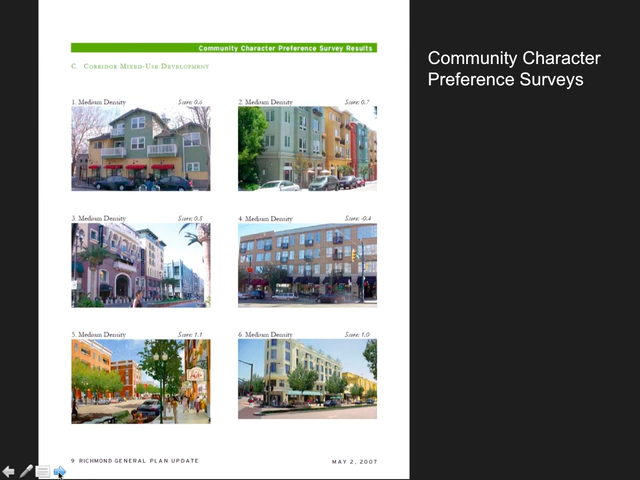 Community Character Preference Survey Results
C. Corridor Mixed-Use Development
1. Medium Density Score: 0.6
2. Medium Density Score: 0.7
3. Medium Density Score: 0.8
4. Medium Density Score: -0.4
5. Medium Density Score: 1.1
6. Medium Density Score: 1.0
9 RICHMOND GENERAL PLAN UPDATE
MAY 2, 2007
Community Character
Preference Surveys